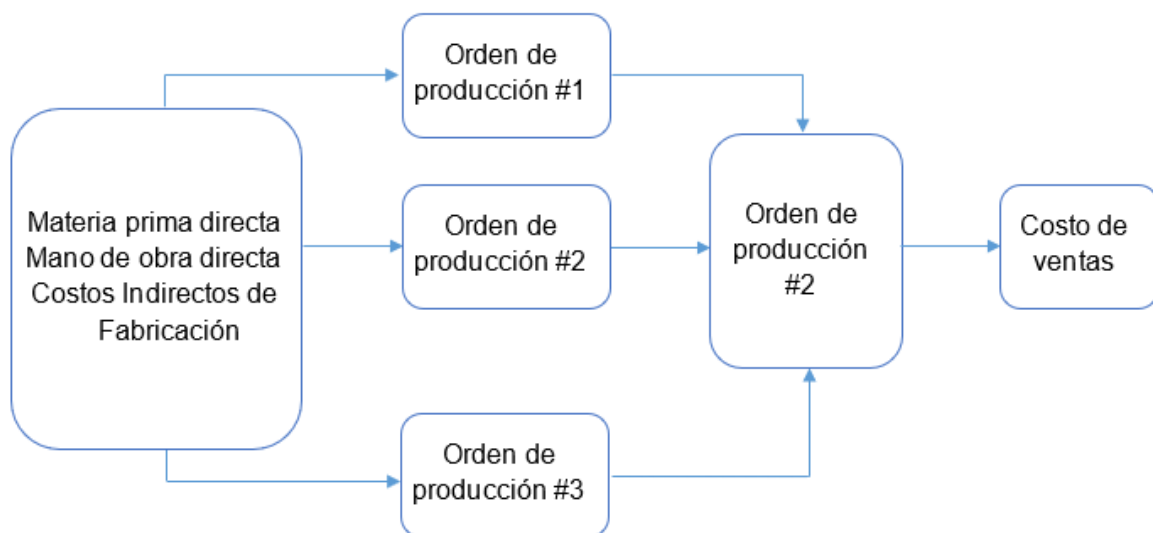 Orden de
producción #1
Materia prima directa
Mano de obra directa
Costos Indirectos de
Fabricación
Orden de
producción #2
Orden de
producción #3
Orden de
producción
#2
Costo de
ventas